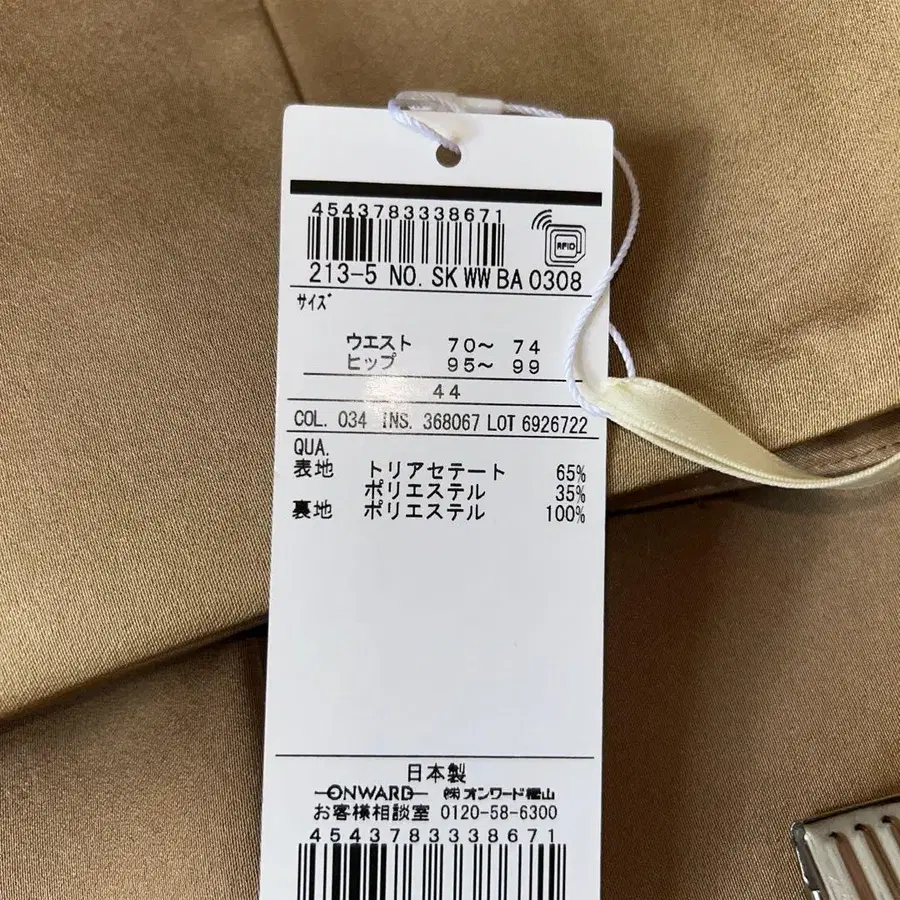 4543783338671
RFID
213-5 NO. SK WW BA 0308
ｻｲｽﾞ
ウエスト 70～ 74
ヒップ 95～ 99
44
COL. 034 INS. 368067 LOT 6926722
QUA.
表地 トリアセテート 65%
ポリエステル 35%
裏地 ポリエステル 100%
日本製
ONWARD ㈱オンワード樫山
お客様相談室 0120-58-6300
4543783338671